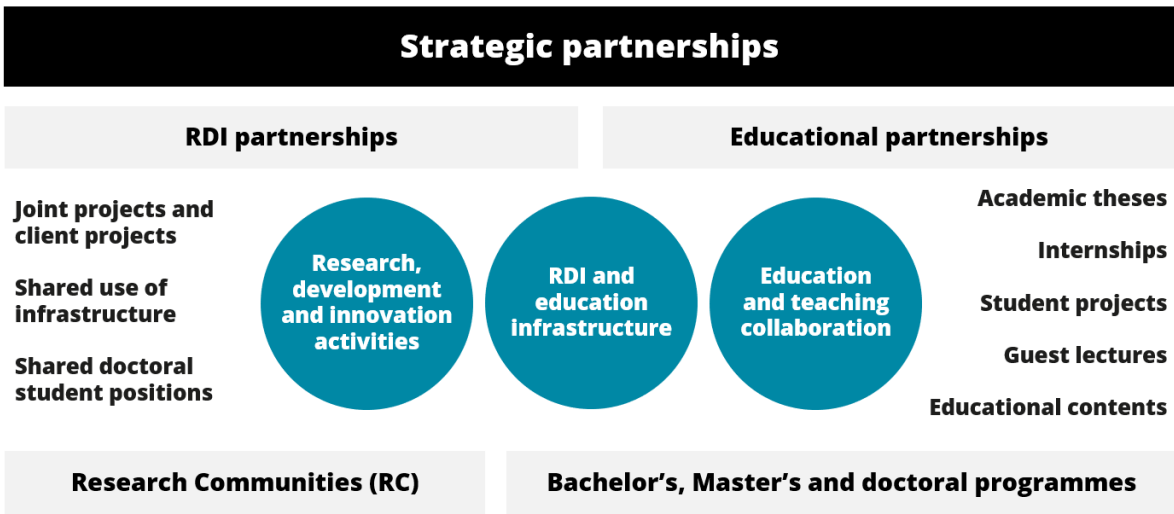 Strategic partnerships
RDI partnerships
Educational partnerships
Joint projects and
client projects
Shared use of
infrastructure
Shared doctoral
student positions
Research,
development
and innovation
activities
RDI and
education
infrastructure
Education
and teaching
collaboration
Academic theses
Internships
Student projects
Guest lectures
Educational contents
Research Communities (RC)
Bachelor’s, Master’s and doctoral programmes